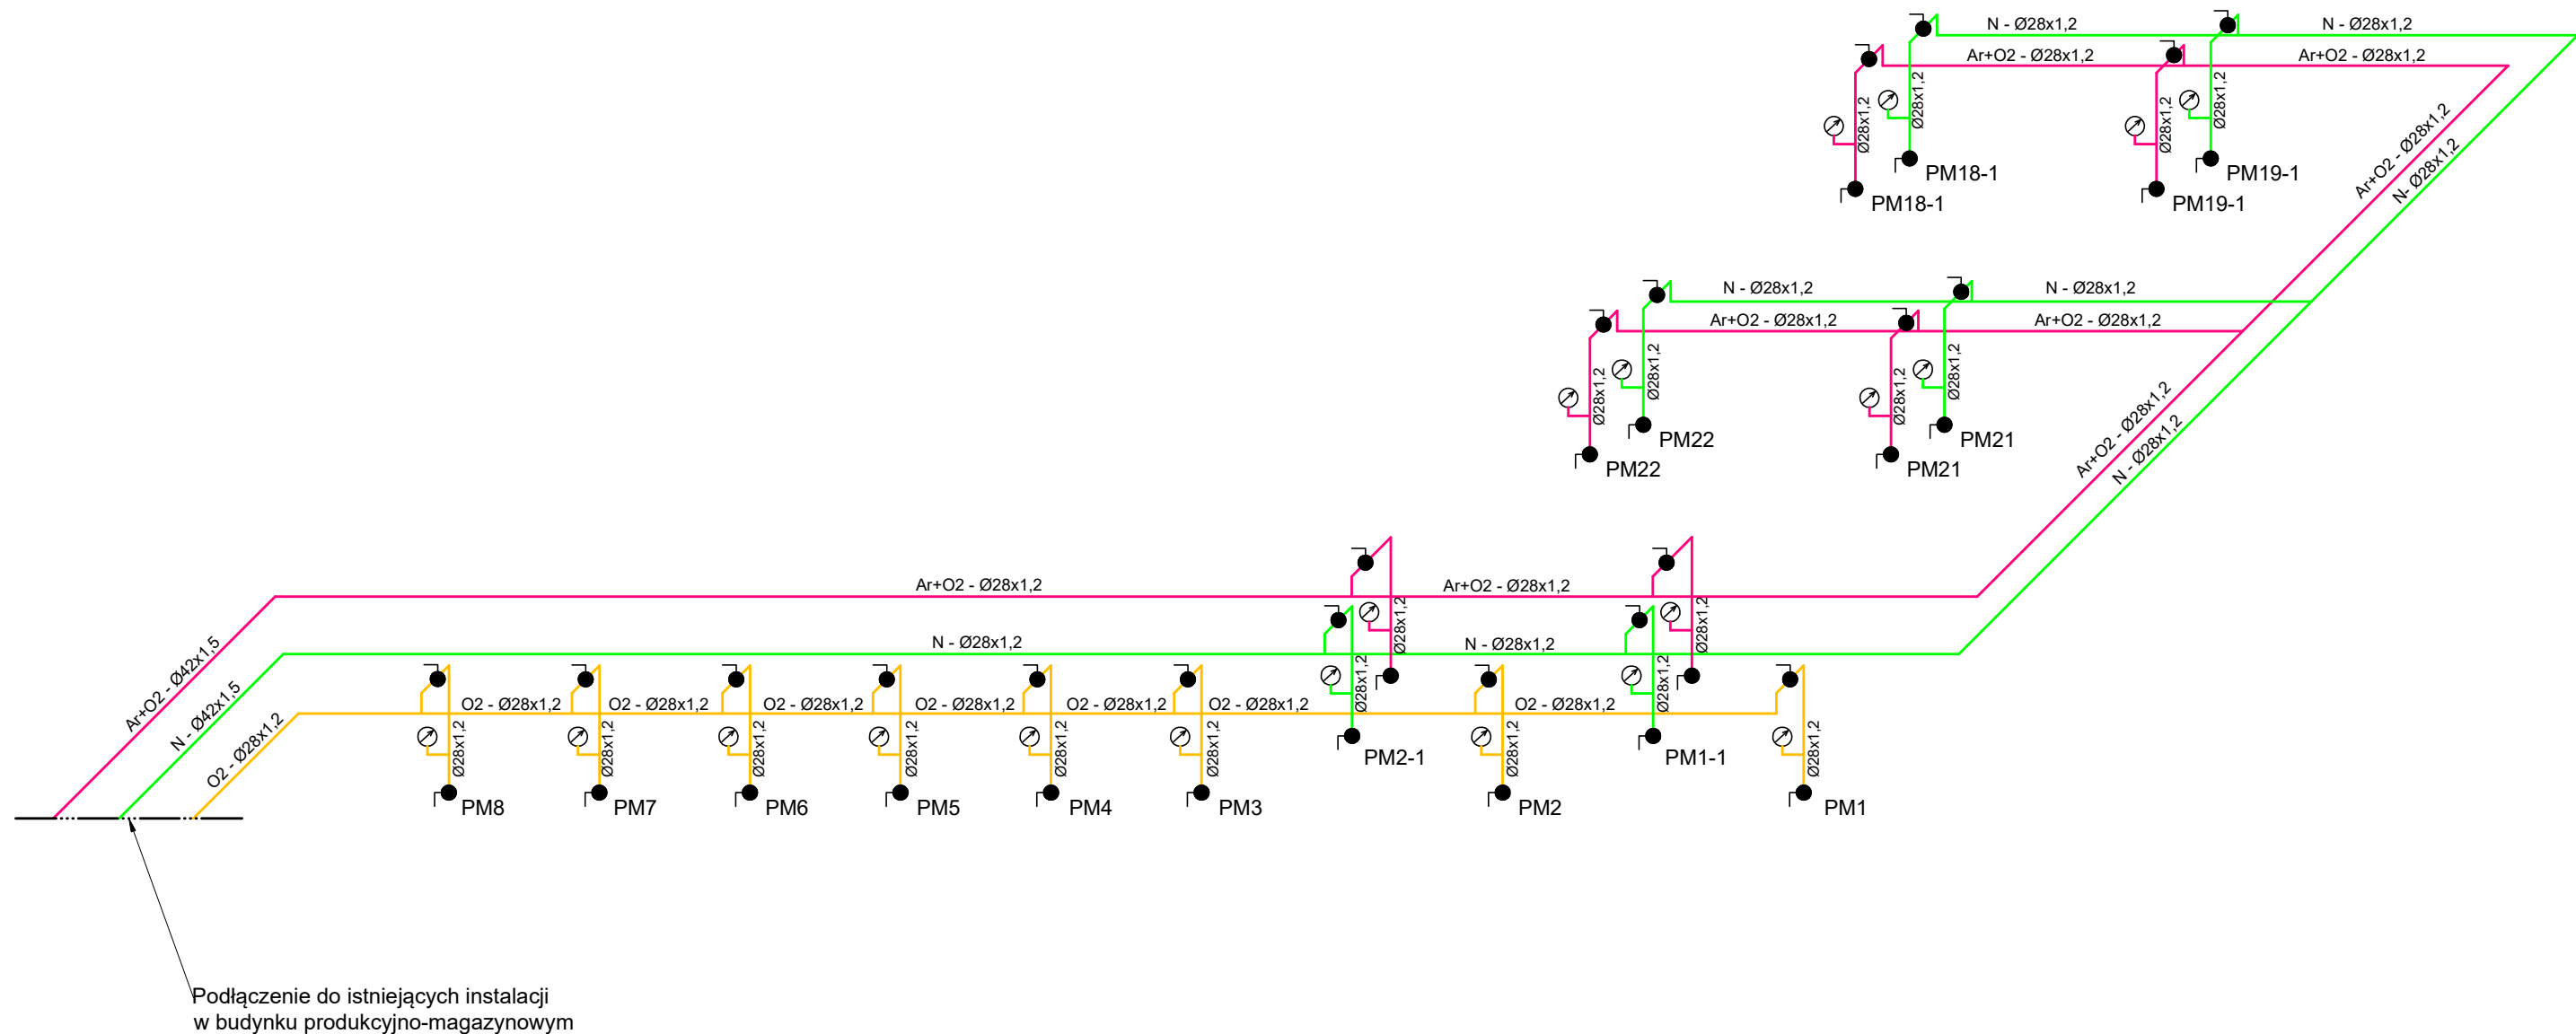 N - Ø28x1,2
N - Ø28x1,2
Ar+O2 - Ø28x1,2
Ar+O2 - Ø28x1,2
Ø28x1,2
Ø28x1,2
Ø28x1,2
Ø28x1,2
PM18-1
PM19-1
PM18-1
PM19-1
Ar+O2 - Ø28x1,2
N- Ø28x1,2
N - Ø28x1,2
N - Ø28x1,2
Ar+O2 - Ø28x1,2
Ar+O2 - Ø28x1,2
Ø28x1,2
Ø28x1,2
Ø28x1,2
Ø28x1,2
PM22
PM21
PM22
PM21
Ar+O2 - Ø28x1,2
N - Ø28x1,2
Ar+O2 - Ø28x1,2
Ar+O2 - Ø28x1,2
Ø28x1,2
Ø28x1,2
N - Ø28x1,2
N - Ø28x1,2
Ø28x1,2
Ø28x1,2
Ar+O2 - Ø42x1,5
N - Ø42x1,5
O2 - Ø28x1,2
O2 - Ø28x1,2
O2 - Ø28x1,2
O2 - Ø28x1,2
O2 - Ø28x1,2
O2 - Ø28x1,2
O2 - Ø28x1,2
O2 - Ø28x1,2
Ø28x1,2
Ø28x1,2
Ø28x1,2
Ø28x1,2
Ø28x1,2
Ø28x1,2
Ø28x1,2
Ø28x1,2
PM2-1
PM1-1
PM8
PM7
PM6
PM5
PM4
PM3
PM2
PM1
Podłączenie do istniejących instalacji
w budynku produkcyjno-magazynowym